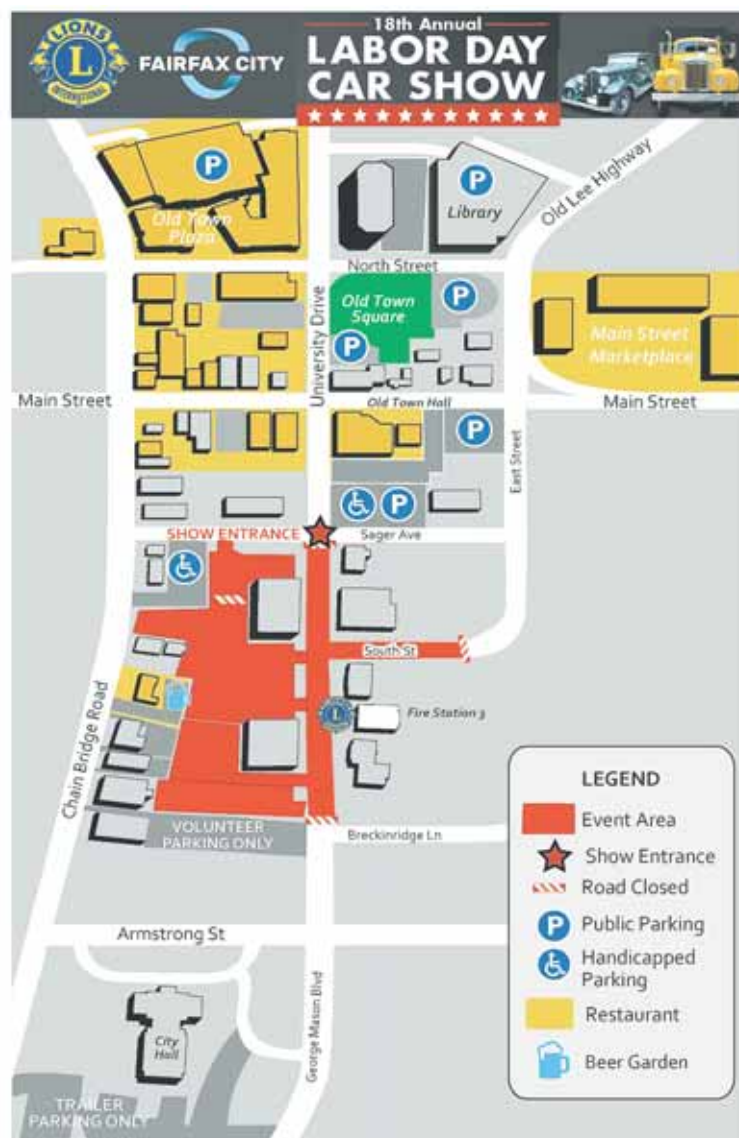 LIONS
L
INTERNATIONAL
FAIRFAX CITY
18th Annual
LABOR DAY
CAR SHOW
P
Old Town
Plaza
P
Library
Old Lee Highway
North Street
University Drive
Old Town
Square
P
P
Main Street
Marketplace
Main Street
Old Town Hall
Main Street
P
East Street
P
SHOW ENTRANCE
Sager Ave
South St
L
Fire Station 3
Chain Bridge Road
VOLUNTEER
PARKING ONLY
Breckinridge Ln
Armstrong St
George Mason Blvd
City
Hall
TRAILER
PARKING ONLY
LEGEND
Event Area
Show Entrance
Road Closed
P
Public Parking
Handicapped
Parking
Restaurant
Beer Garden